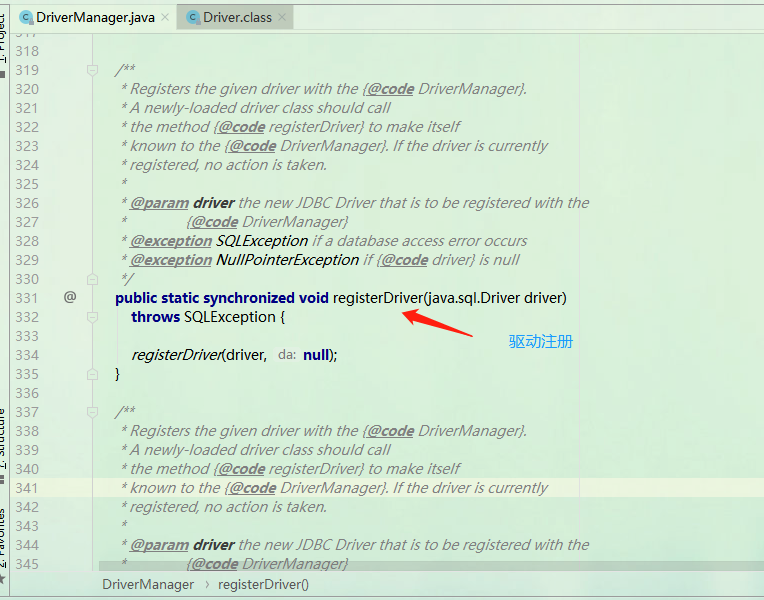 DriverManager.java
Driver.class
318
319 /**
320 * Registers the given driver with the {@code DriverManager}.
321 * A newly-loaded driver class should call
322 * the method {@code registerDriver} to make itself
323 * known to the {@code DriverManager}. If the driver is currently
324 * registered, no action is taken.
325 *
326 * @param driver the new JDBC Driver that is to be registered with the
327 * {@code DriverManager}
328 * @exception SQLException if a database access error occurs
329 * @exception NullPointerException if {@code driver} is null
330 */
331 @ public static synchronized void registerDriver(java.sql.Driver driver)
332 throws SQLException {
333 驱动注册
334 registerDriver(driver, da: null);
335 }
336
337 /**
338 * Registers the given driver with the {@code DriverManager}.
339 * A newly-loaded driver class should call
340 * the method {@code registerDriver} to make itself
341 * known to the {@code DriverManager}. If the driver is currently
342 * registered, no action is taken.
343 *
344 * @param driver the new JDBC Driver that is to be registered with the
345 * {@code DriverManager}
DriverManager › registerDriver()